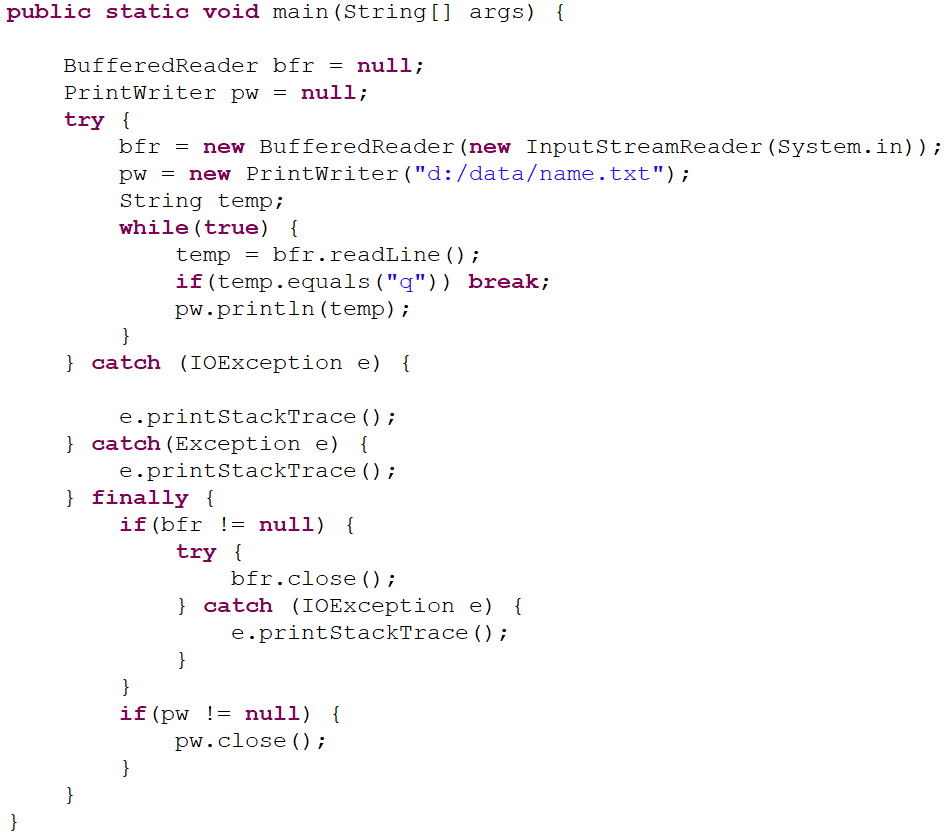 public static void main(String[] args) {
BufferedReader bfr = null;
PrintWriter pw = null;
try {
bfr = new BufferedReader(new InputStreamReader(System.in));
pw = new PrintWriter("d:/data/name.txt");
String temp;
while(true) {
temp = bfr.readLine();
if(temp.equals("q")) break;
pw.println(temp);
}
} catch (IOException e) {
e.printStackTrace();
} catch(Exception e) {
e.printStackTrace();
} finally {
if(bfr != null) {
try {
bfr.close();
} catch (IOException e) {
e.printStackTrace();
}
}
if(pw != null) {
pw.close();
}
}
}